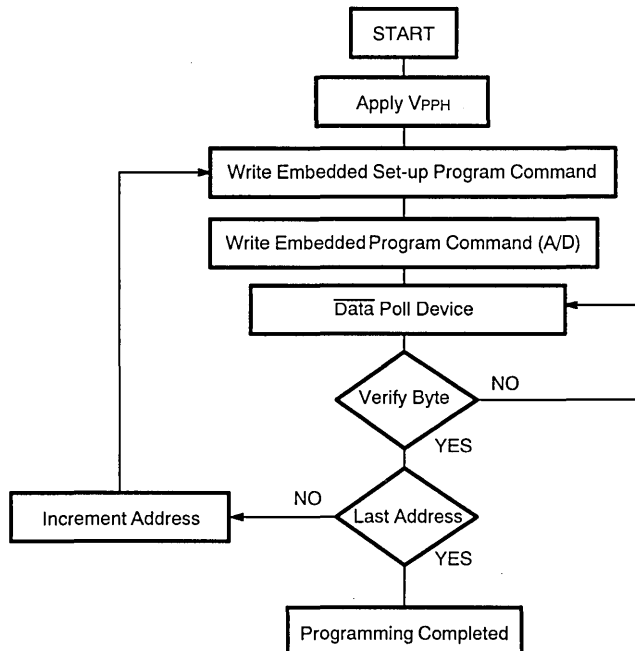 START
Apply VPPH
Write Embedded Set-up Program Command
Write Embedded Program Command (A/D)
Data Poll Device
Verify Byte
NO
YES
NO
Increment Address
Last Address
YES
Programming Completed